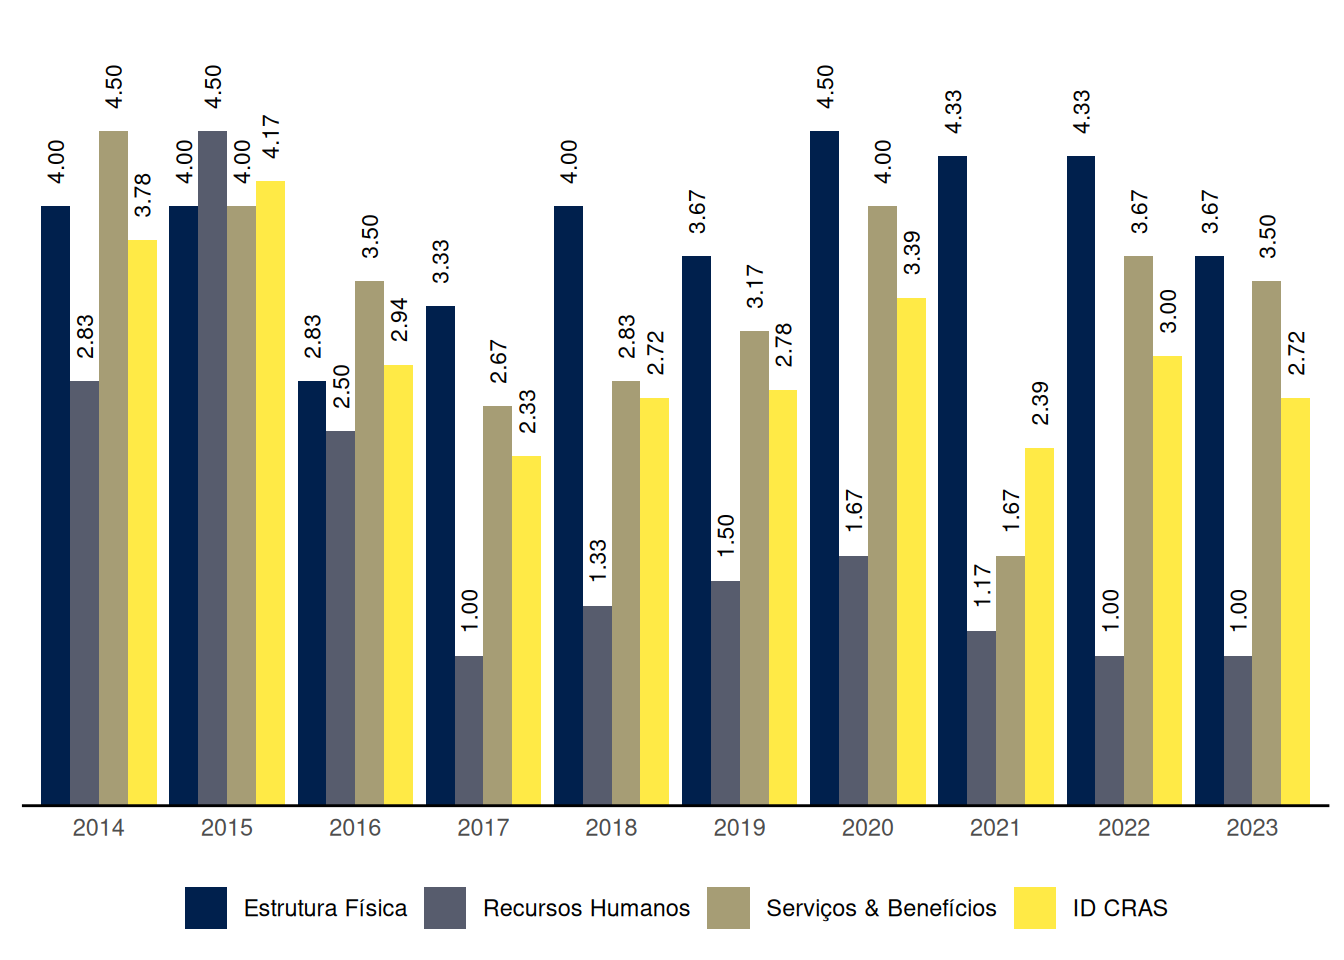 4.00 2.83 4.50 3.78
4.00 4.50 4.00 4.17
2.83 2.50 3.50 2.94
3.33 1.00 2.67 2.33
4.00 1.33 2.83 2.72
3.67 1.50 3.17 2.78
4.50 1.67 4.00 3.39
4.33 1.17 1.67 2.39
4.33 1.00 3.67 3.00
3.67 1.00 3.50 2.72
2014 2015 2016 2017 2018 2019 2020 2021 2022 2023
Estrutura Física Recursos Humanos Serviços & Benefícios ID CRAS